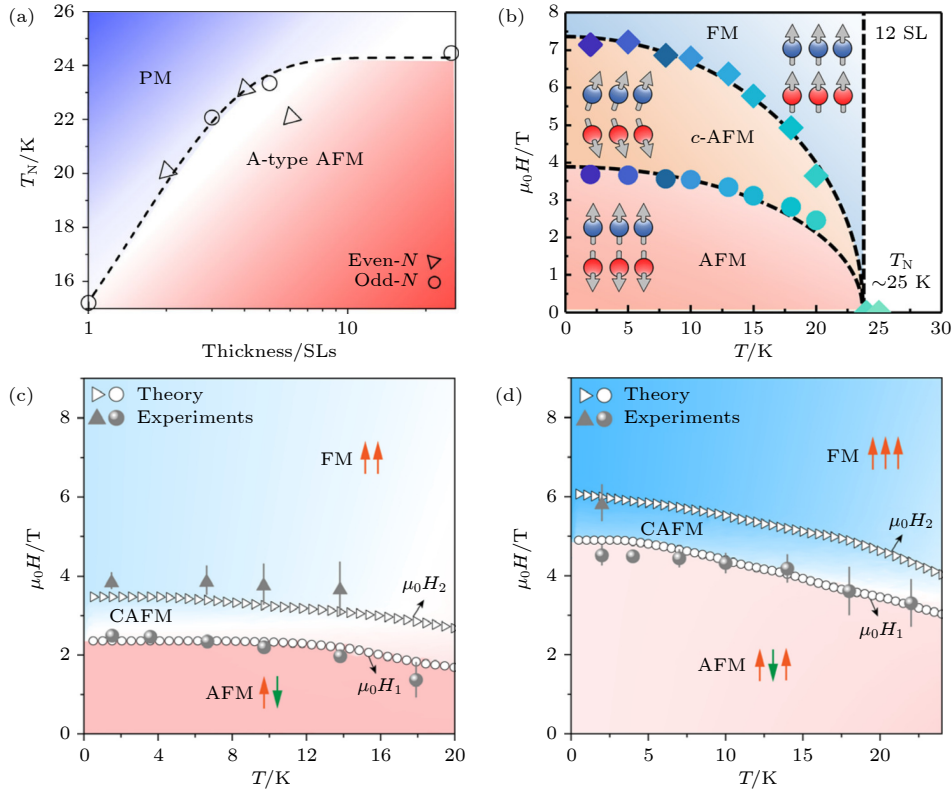 (a)
26
24
22
20
18
16
T_N/K
PM
A-type AFM
Even-N
Odd-N
1
10
Thickness/SLs
(b)
8
7
6
5
4
3
2
1
0
μ₀H/T
FM
12 SL
c-AFM
AFM
T_N
~25 K
0
5
10
15
20
25
30
T/K
(c)
8
6
4
2
0
μ₀H/T
Theory
Experiments
FM
μ₀H₂
CAFM
μ₀H₁
AFM
0
4
8
12
16
20
T/K
(d)
8
6
4
2
0
μ₀H/T
Theory
Experiments
FM
μ₀H₂
CAFM
μ₀H₁
AFM
0
5
10
15
20
T/K